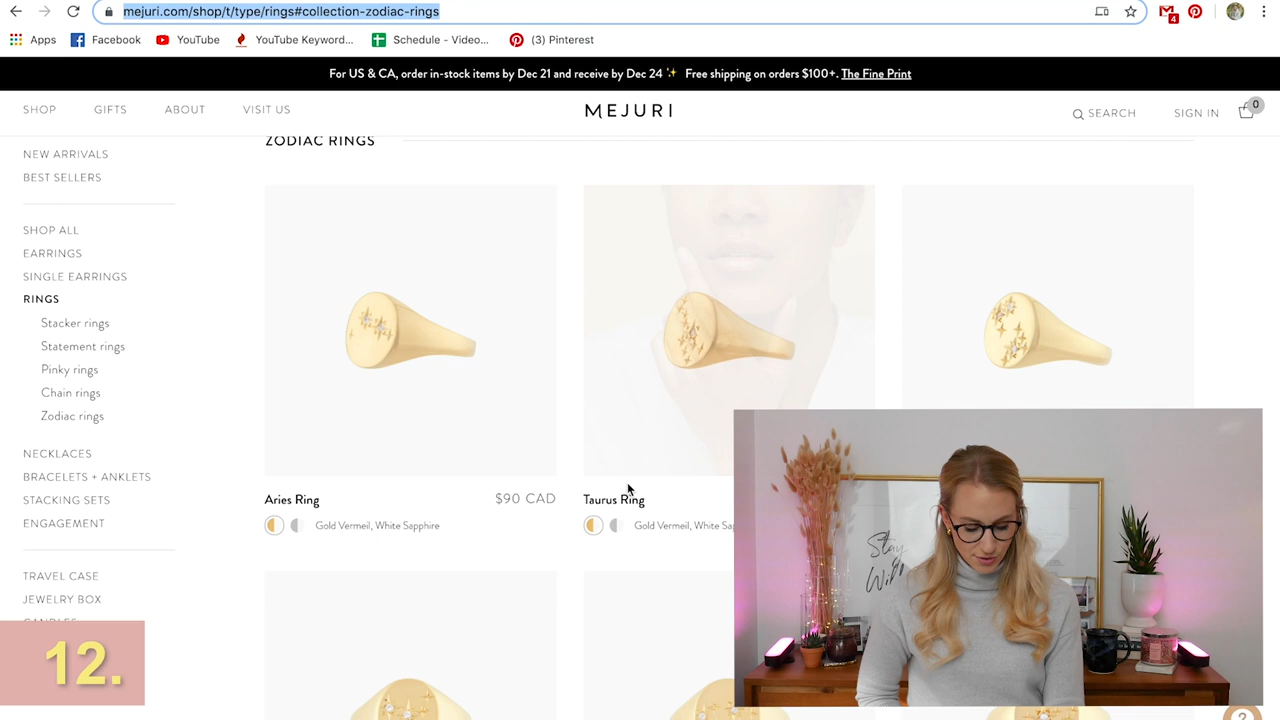 mejuri.com/shop/t/type/rings#collection-zodiac-rings
4
Apps
Facebook
YouTube
YouTube Keyword...
Schedule - Video...
(3) Pinterest
For US & CA, order in-stock items by Dec 21 and receive by Dec 24 ✨ Free shipping on orders $100+. The Fine Print
SHOP
GIFTS
ABOUT
VISIT US
MEJURI
SEARCH
SIGN IN
0
NEW ARRIVALS
BEST SELLERS
SHOP ALL
EARRINGS
SINGLE EARRINGS
RINGS
Stacker rings
Statement rings
Pinky rings
Chain rings
Zodiac rings
NECKLACES
BRACELETS + ANKLETS
STACKING SETS
ENGAGEMENT
TRAVEL CASE
JEWELRY BOX
CANDLES
ZODIAC RINGS
Aries Ring
$90 CAD
Gold Vermeil, White Sapphire
Taurus Ring
Gold Vermeil, White
Stay
12.
?